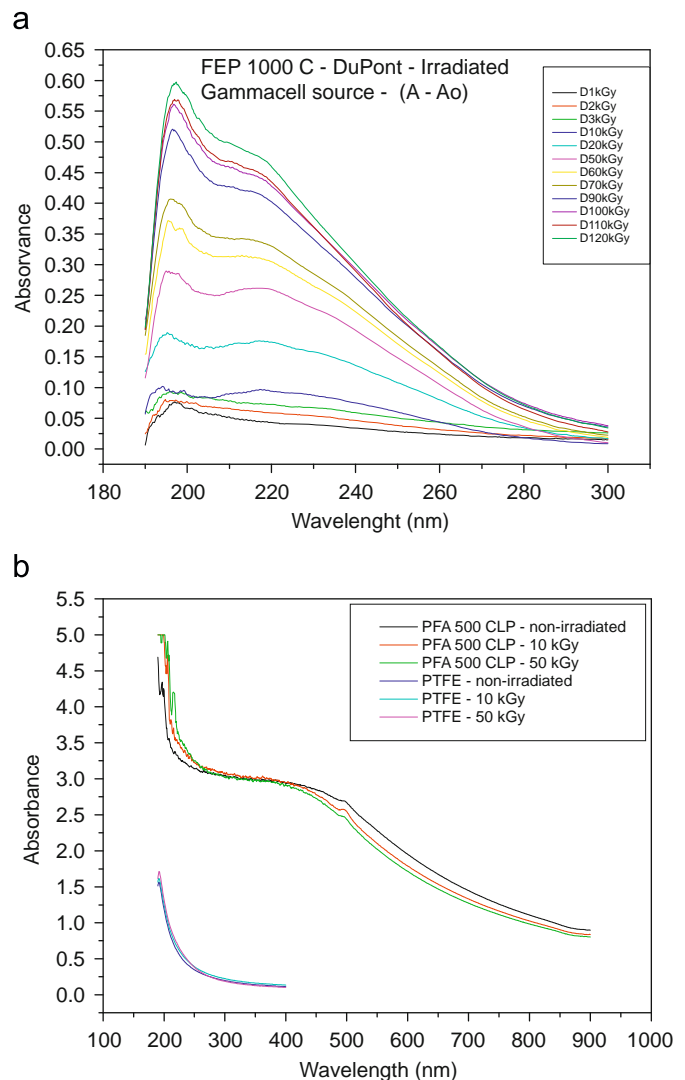 a
FEP 1000 C - DuPont - Irradiated
Gammacell source - (A - Ao)
D1kGy
D2kGy
D3kGy
D10kGy
D20kGy
D50kGy
D60kGy
D70kGy
D90kGy
D100kGy
D110kGy
D120kGy
Absorvance
0.65
0.60
0.55
0.50
0.45
0.40
0.35
0.30
0.25
0.20
0.15
0.10
0.05
0.00
180 200 220 240 260 280 300
Wavelenght (nm)
b
PFA 500 CLP - non-irradiated
PFA 500 CLP - 10 kGy
PFA 500 CLP - 50 kGy
PTFE - non-irradiated
PTFE - 10 kGy
PTFE - 50 kGy
Absorbance
5.5
5.0
4.5
4.0
3.5
3.0
2.5
2.0
1.5
1.0
0.5
0.0
100 200 300 400 500 600 700 800 900 1000
Wavelength (nm)